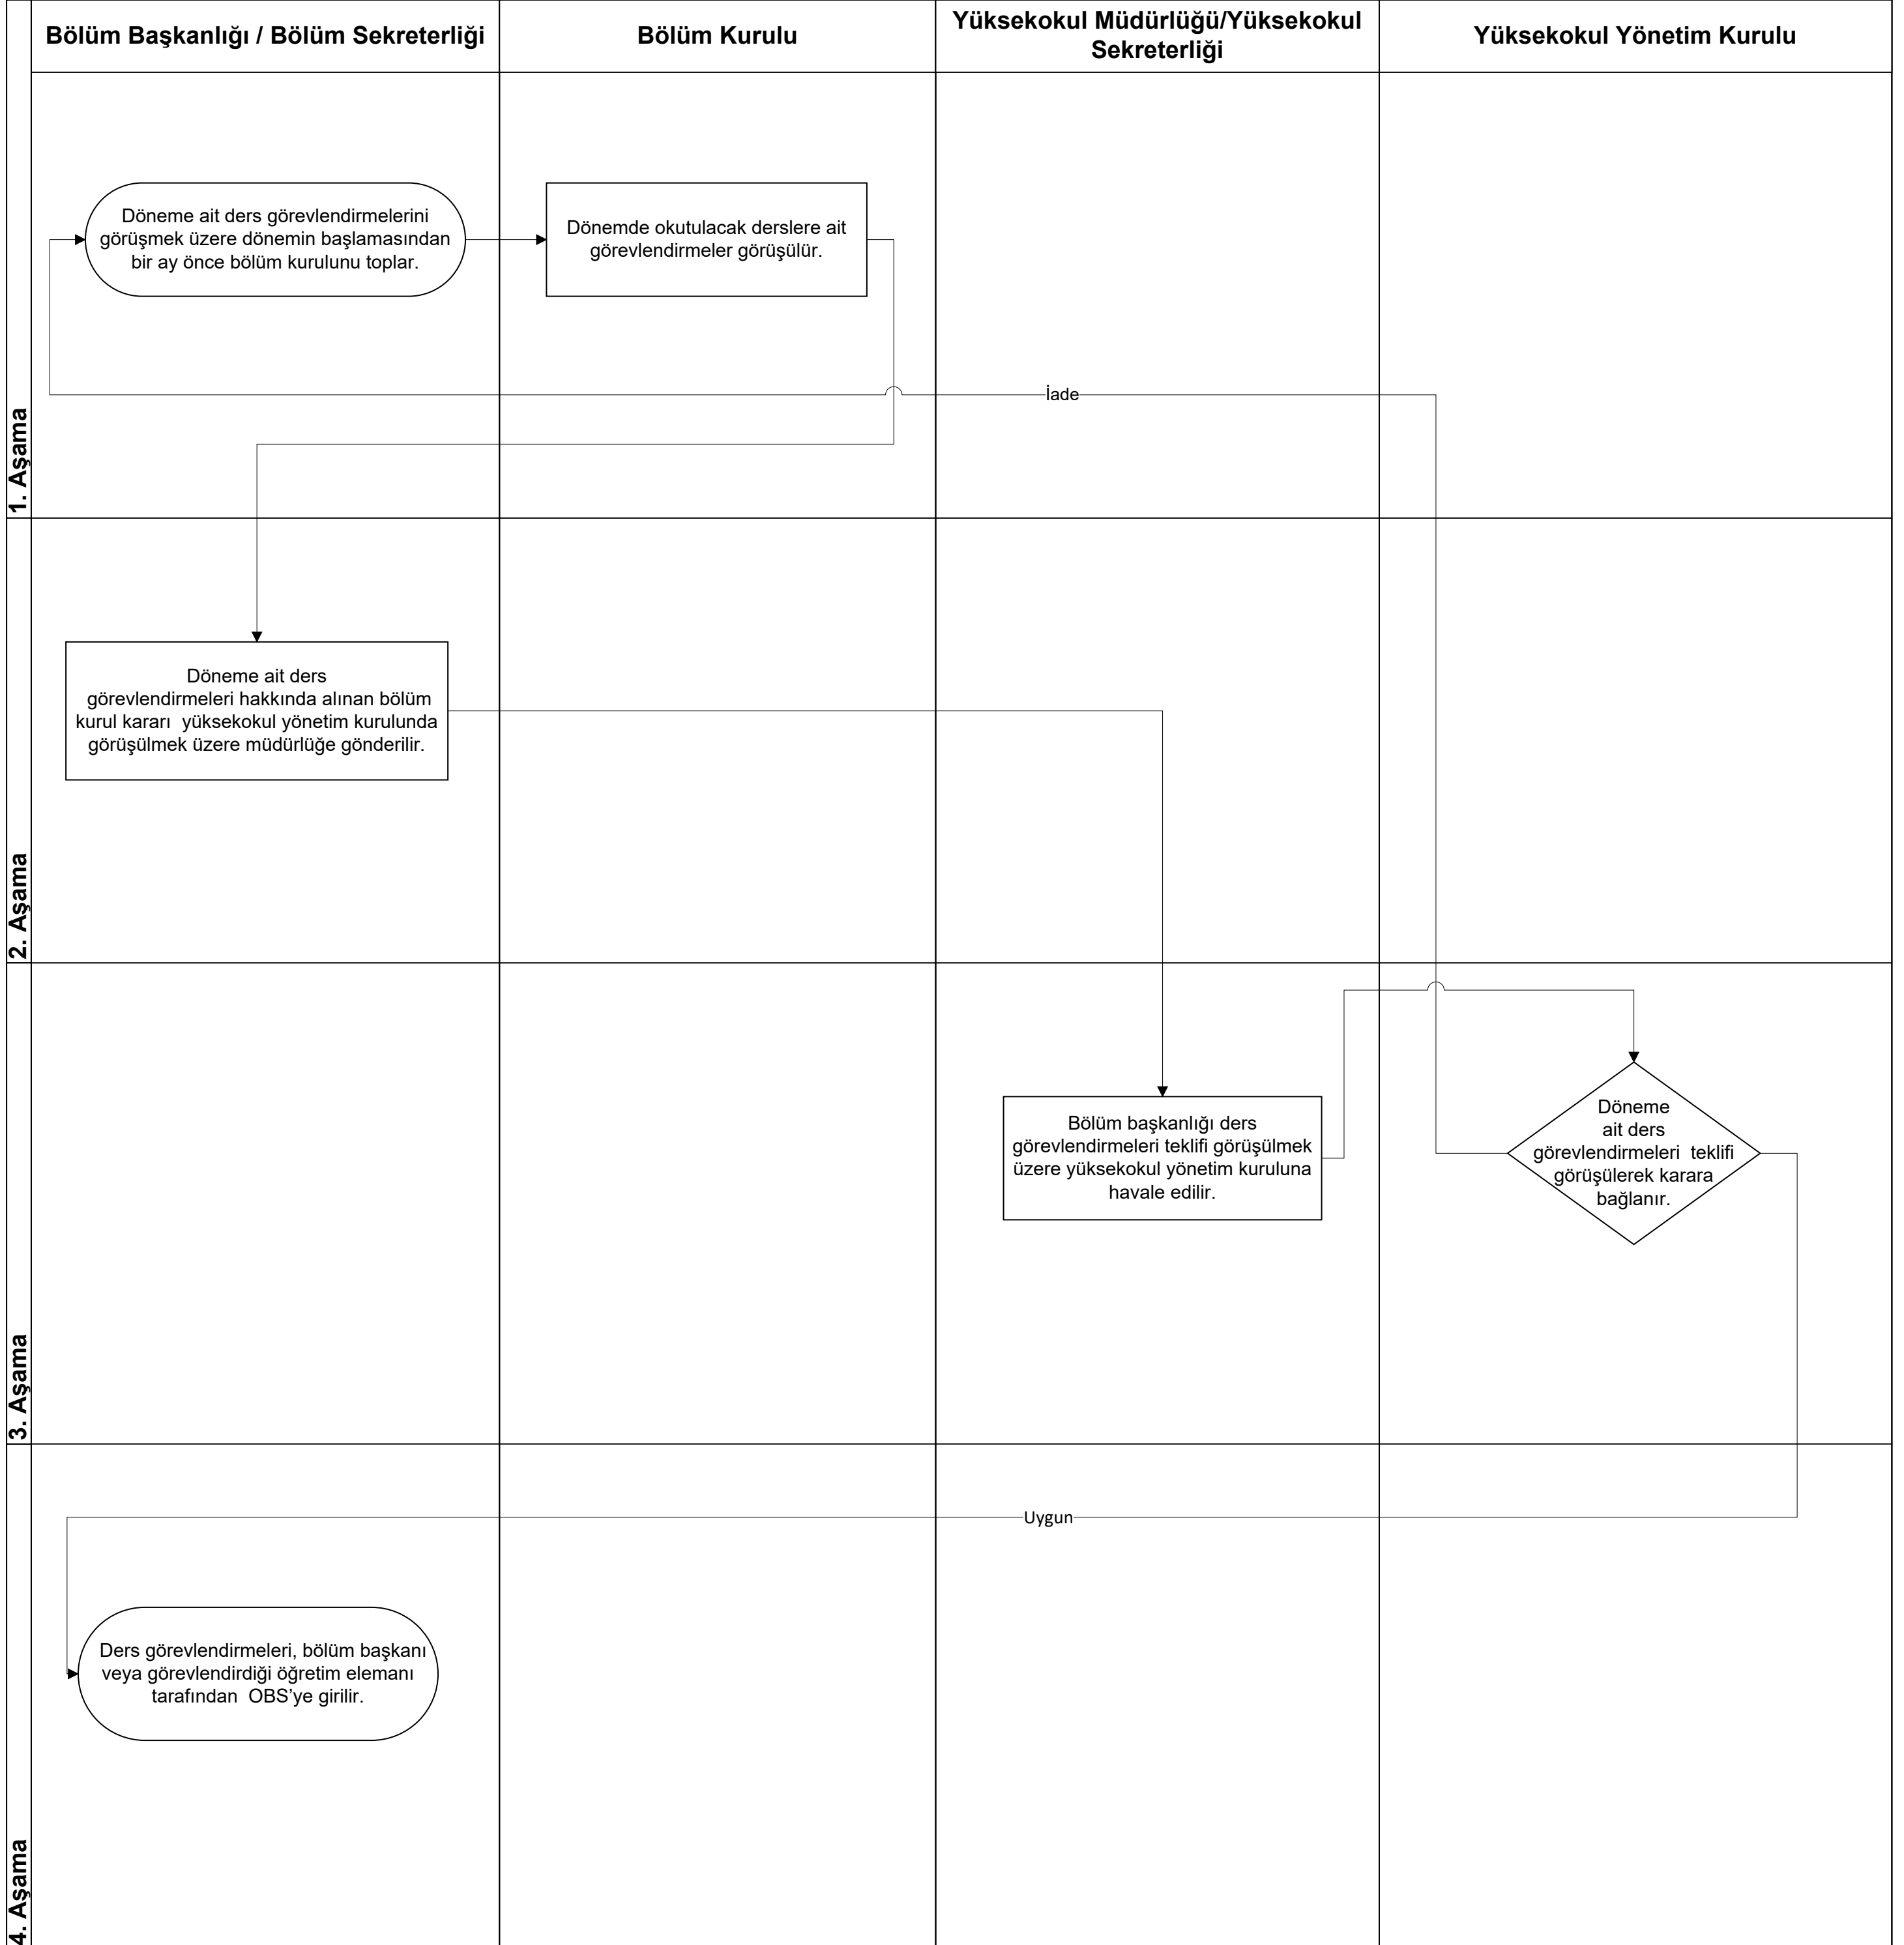 Bölüm Başkanlığı / Bölüm Sekreterliği
Bölüm Kurulu
Yüksekokul Müdürlüğü/Yüksekokul
Sekreterliği
Yüksekokul Yönetim Kurulu
1. Aşama
Döneme ait ders görevlendirmelerini
görüşmek üzere dönemin başlamasından
bir ay önce bölüm kurulunu toplar.
Dönemde okutulacak derslere ait
görevlendirmeler görüşülür.
İade
2. Aşama
Döneme ait ders
görevlendirmeleri hakkında alınan bölüm
kurul kararı  yüksekokul yönetim kurulunda
görüşülmek üzere müdürlüğe gönderilir.
3. Aşama
Bölüm başkanlığı ders
görevlendirmeleri teklifi görüşülmek
üzere yüksekokul yönetim kuruluna
havale edilir.
Döneme
ait ders
görevlendirmeleri  teklifi
görüşülerek karara
bağlanır.
4. Aşama
Uygun
Ders görevlendirmeleri, bölüm başkanı
veya görevlendirdiği öğretim elemanı
tarafından  OBS’ye girilir.